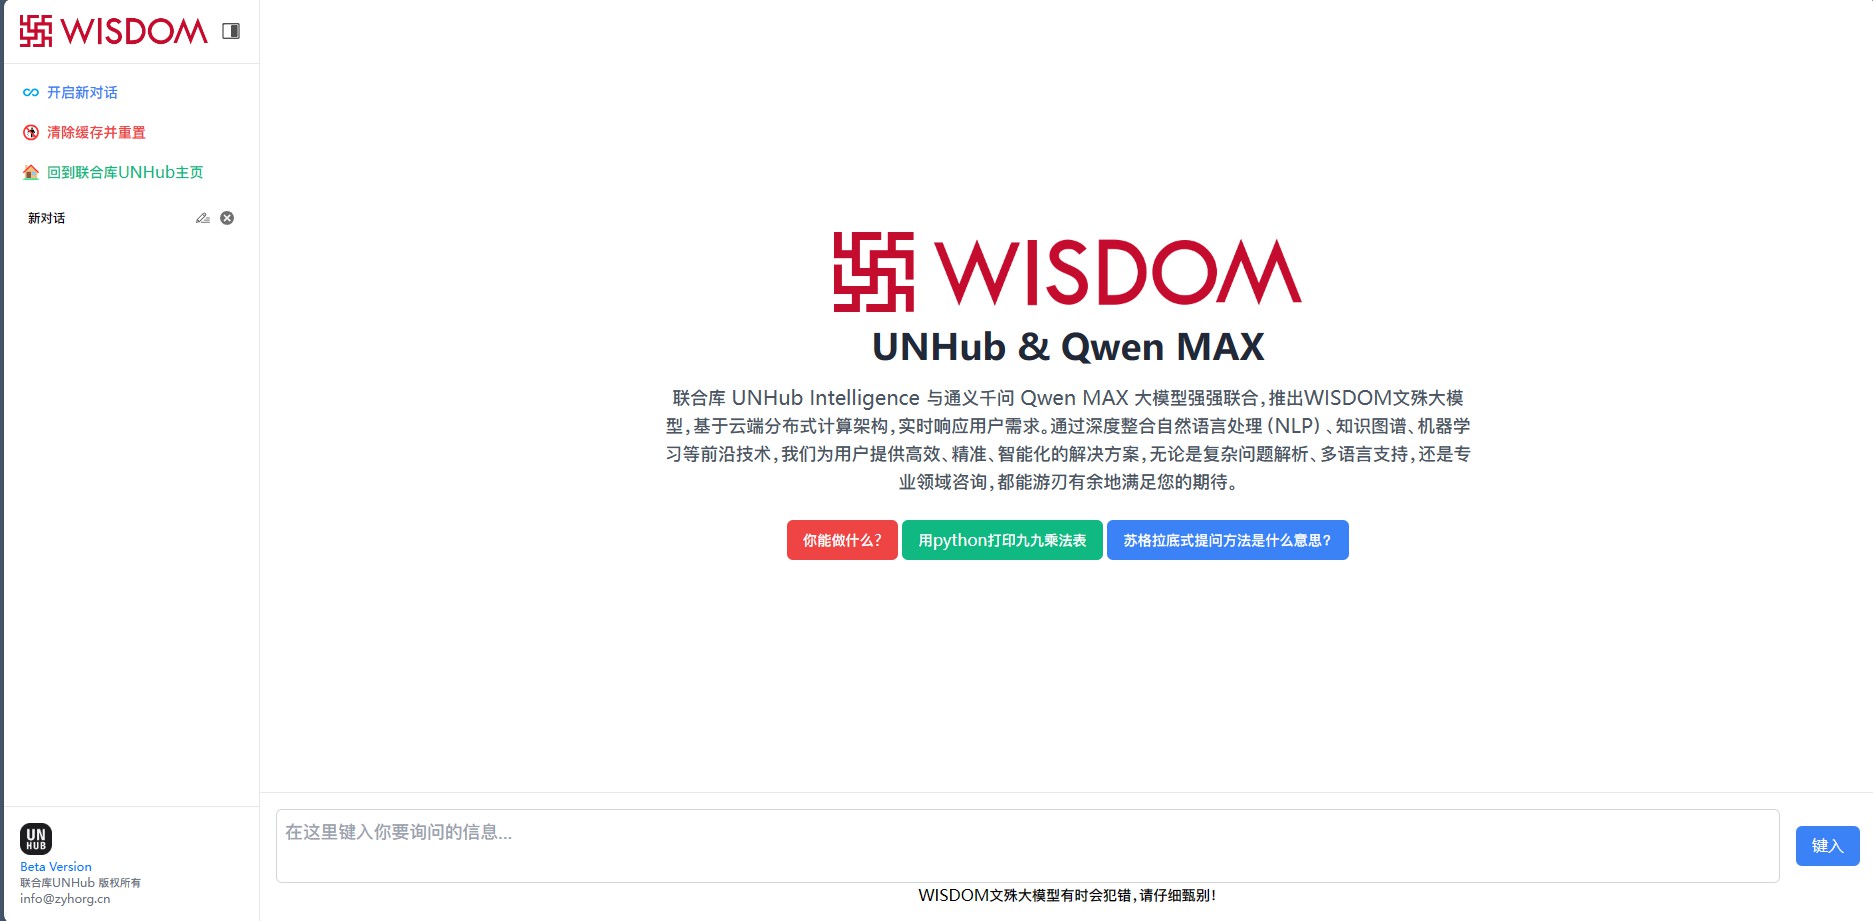 WISDOM
开启新对话
清除缓存并重置
回到联合库UNHub主页
新对话
WISDOM
UNHub & Qwen MAX
联合库 UNHub Intelligence 与通义千问 Qwen MAX 大模型强强联合，推出WISDOM文殊大模
型，基于云端分布式计算架构，实时响应用户需求。通过深度整合自然语言处理（NLP）、知识图谱、机器学
习等前沿技术，我们为用户提供高效、精准、智能化的解决方案，无论是复杂问题解析、多语言支持，还是专
业领域咨询，都能游刃有余地满足您的期待。
你能做什么？
用python打印九九乘法表
苏格拉底式提问方法是什么意思？
在这里键入你要询问的信息...
键入
WISDOM文殊大模型有时会犯错，请仔细甄别！
UN
HUB
Beta Version
联合库UNHub 版权所有
info@zyhorg.cn